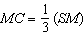 MC = 1/3 (SM)